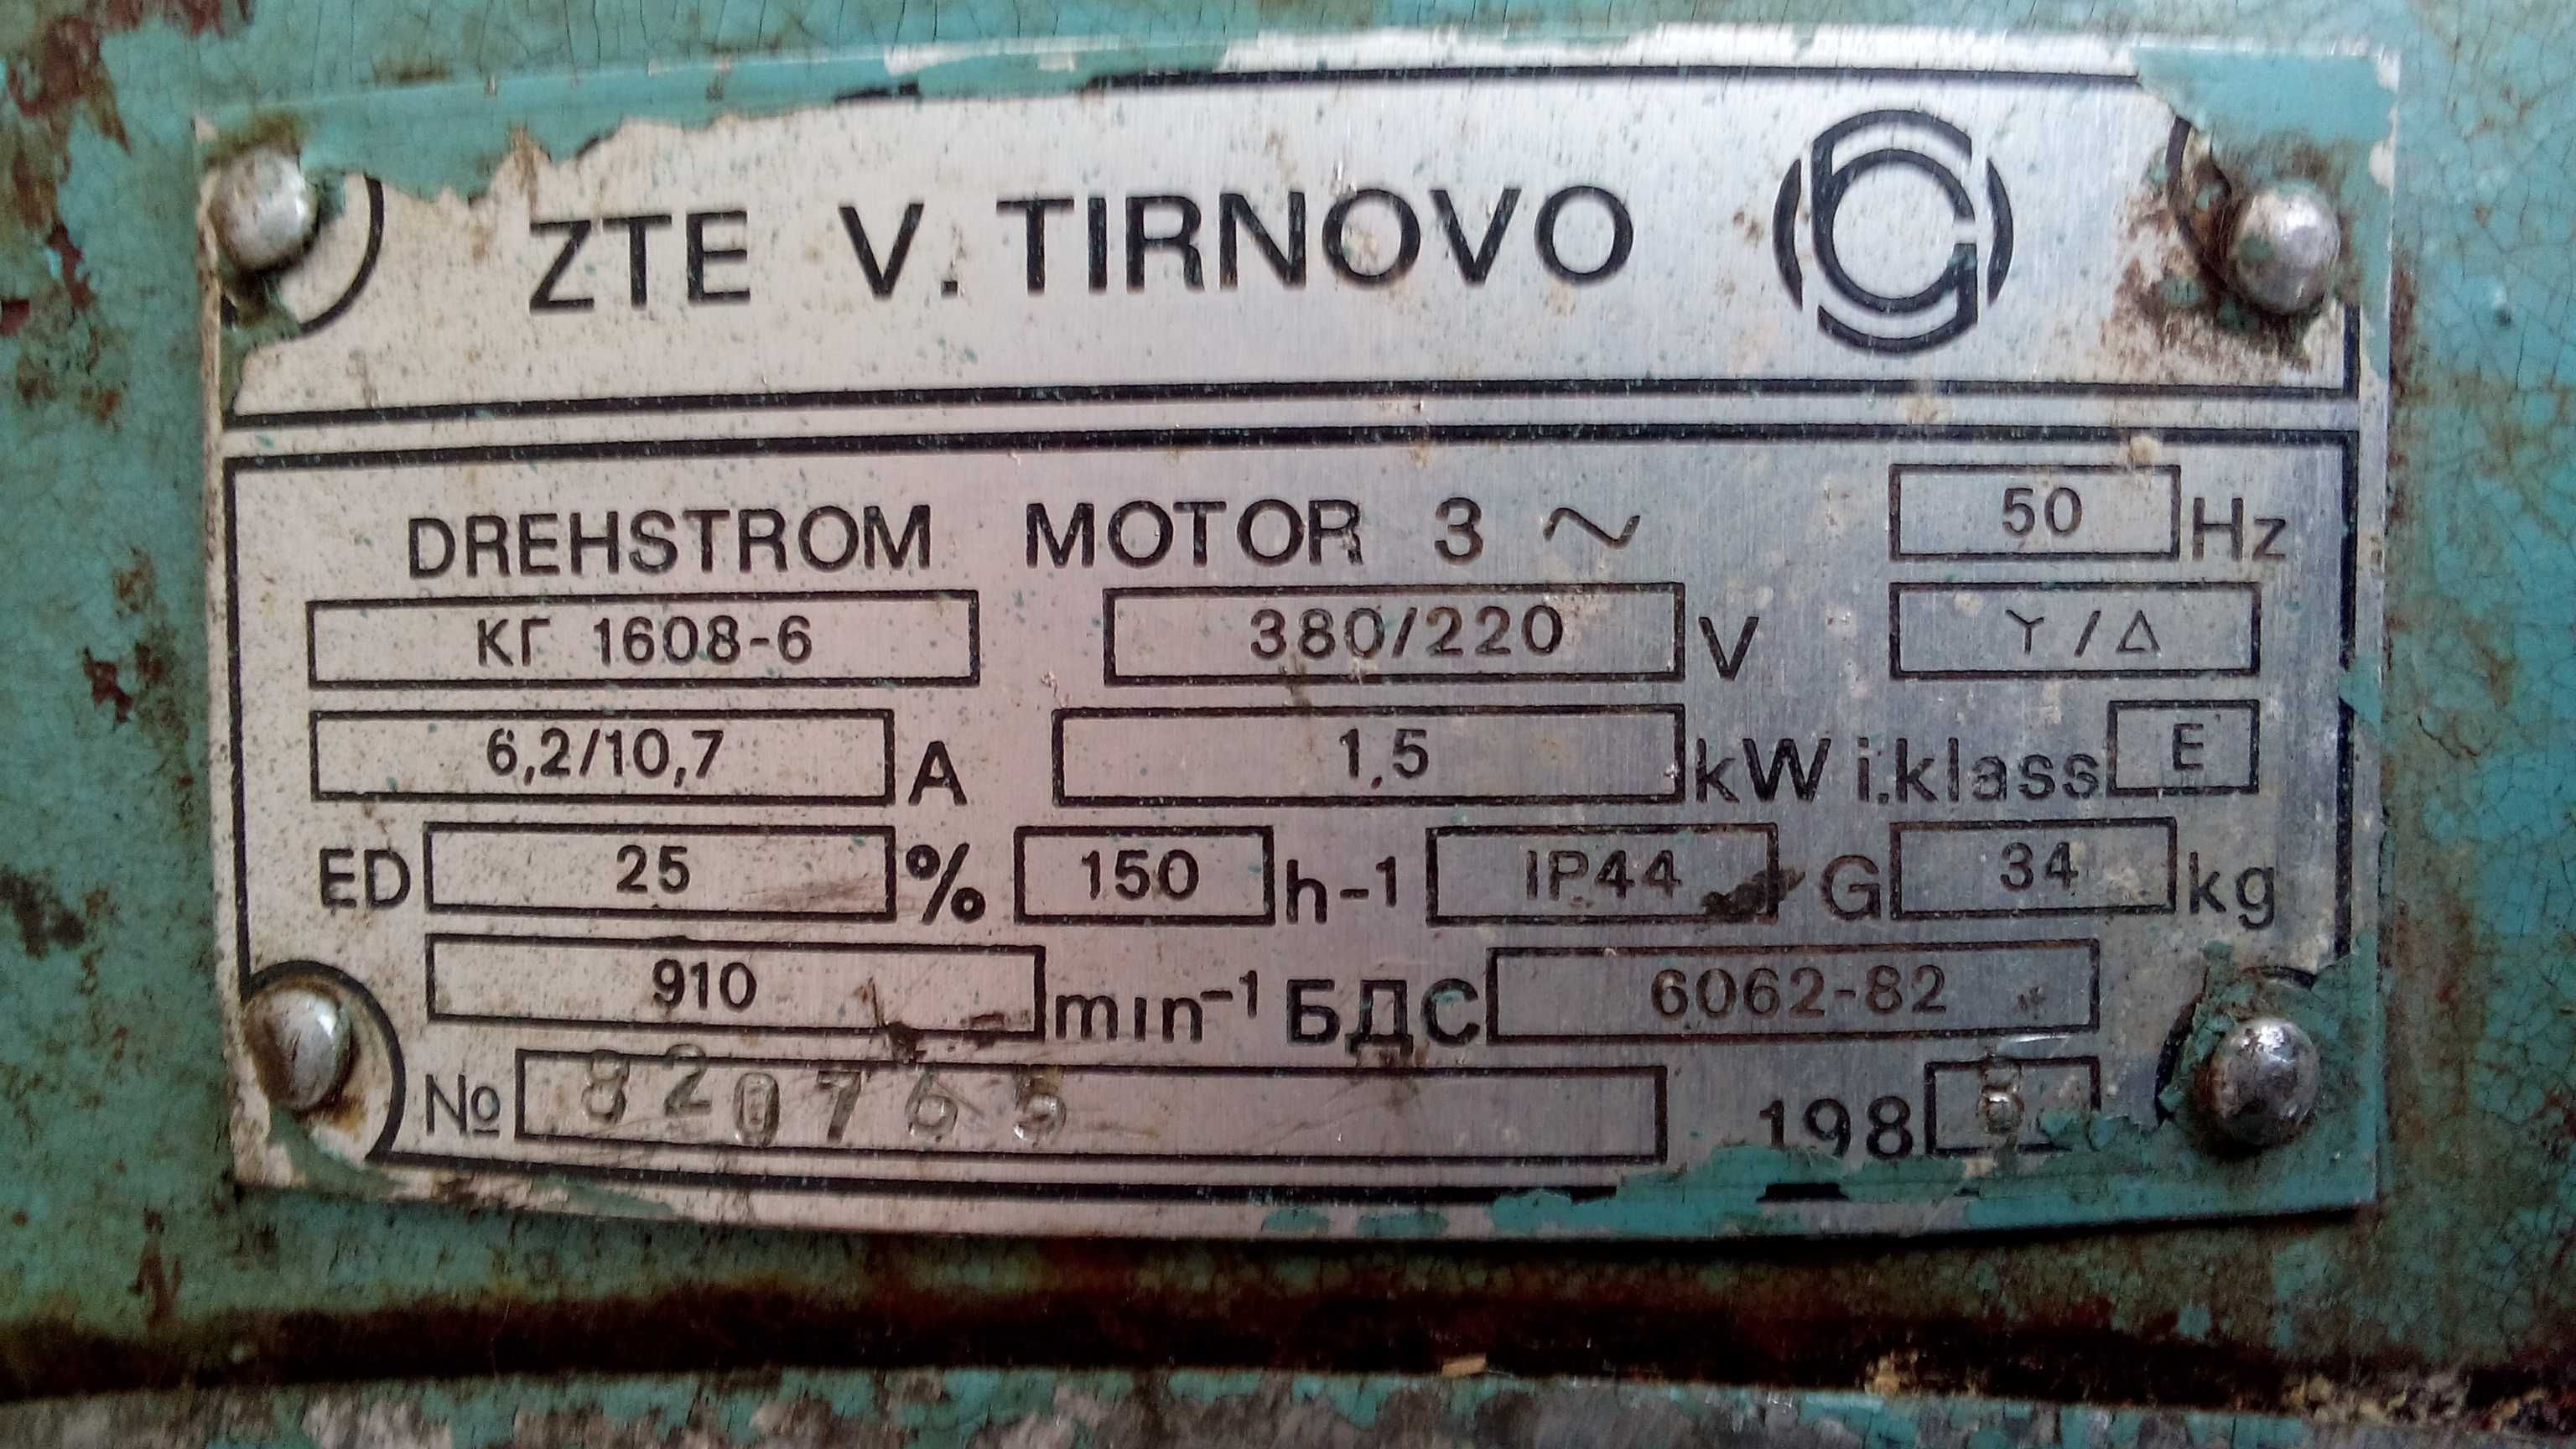 ZTE V. TIRNOVO
DREHSTROM MOTOR 3 ~ 50 Hz
КГ 1608-6 380/220 V Y/Δ
6,2/10,7 A 1,5 kW i.klass E
ED 25 % 150 h-1 IP44 G 34 kg
910 min⁻¹ БДС 6062-82
№ 820765 1988